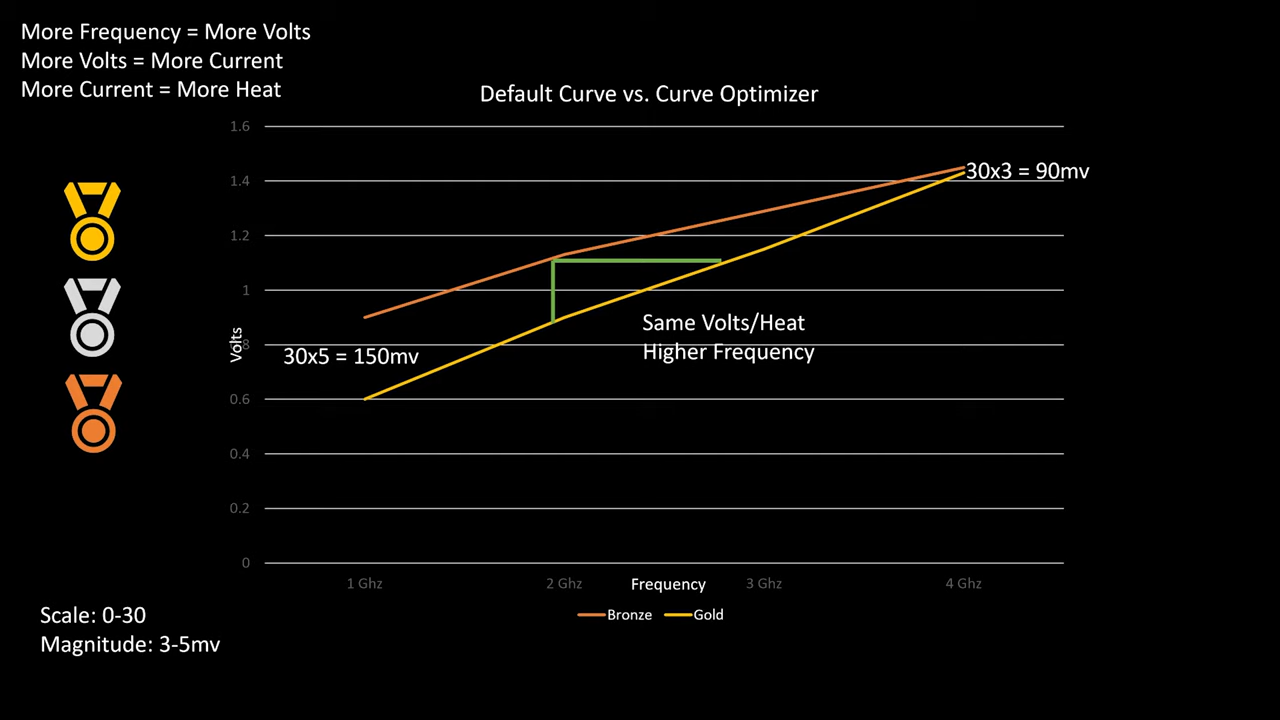 More Frequency = More Volts
More Volts = More Current
More Current = More Heat
Default Curve vs. Curve Optimizer
1.6
1.4
30x3 = 90mv
1.2
1
Same Volts/Heat
Higher Frequency
Volts
8
30x5 = 150mv
0.6
0.4
0.2
0
1 Ghz
2 Ghz
Frequency
3 Ghz
4 Ghz
Bronze
Gold
Scale: 0-30
Magnitude: 3-5mv